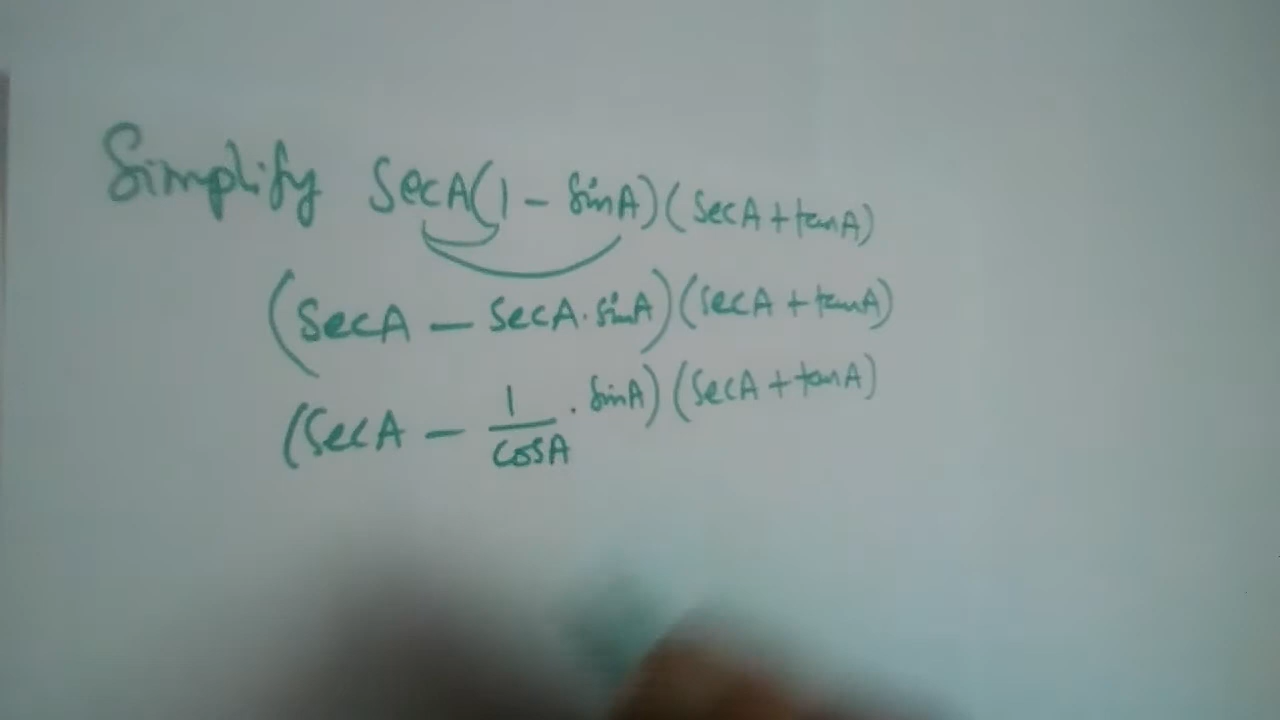 Simplify SecA(1 - SinA)(SecA + tanA)
(SecA - SecA.sinA)(SecA + tanA)
(SecA - 1/CosA . SinA)(SecA + tanA)